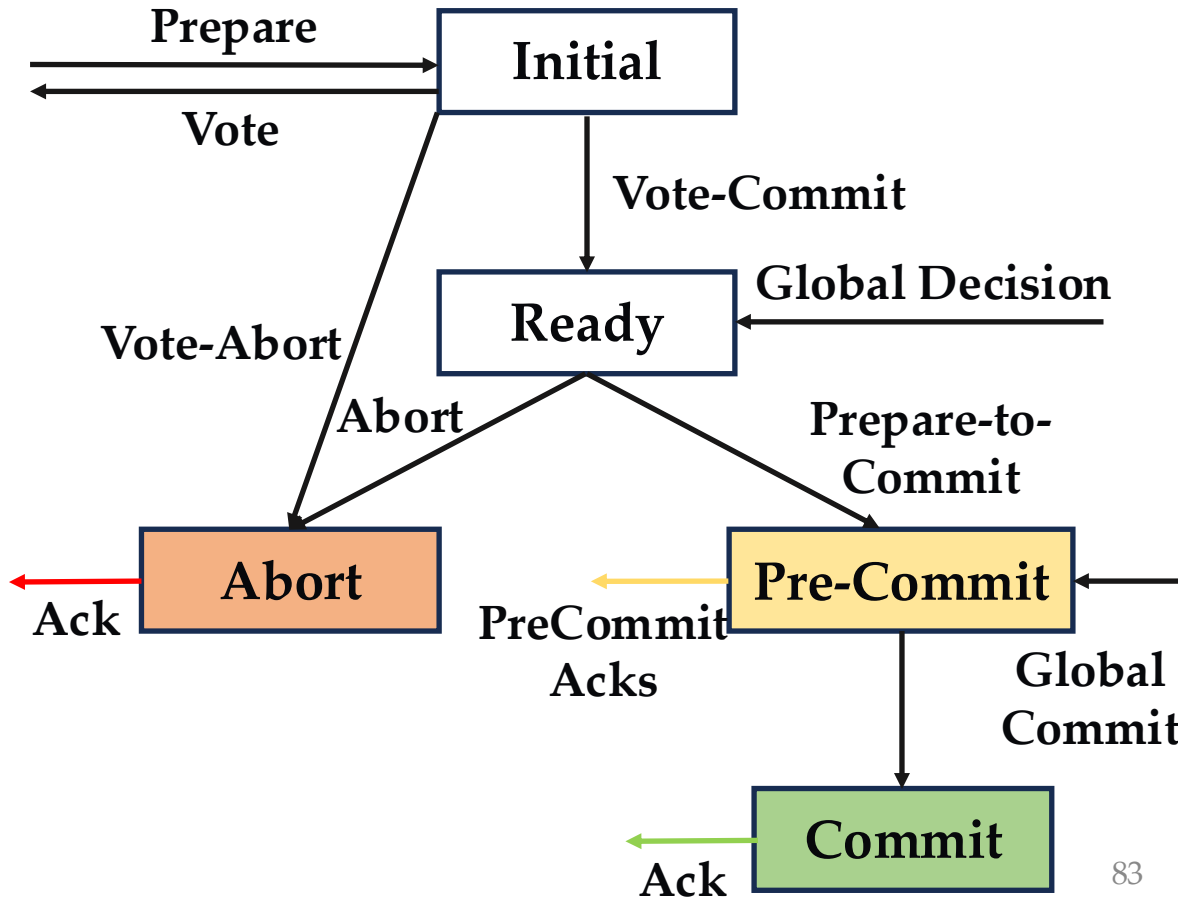 Prepare
Initial
Vote
Vote-Commit
Global Decision
Ready
Vote-Abort
Abort
Prepare-to-
Commit
Abort
Pre-Commit
Ack
PreCommit
Acks
Global
Commit
Commit
Ack
83